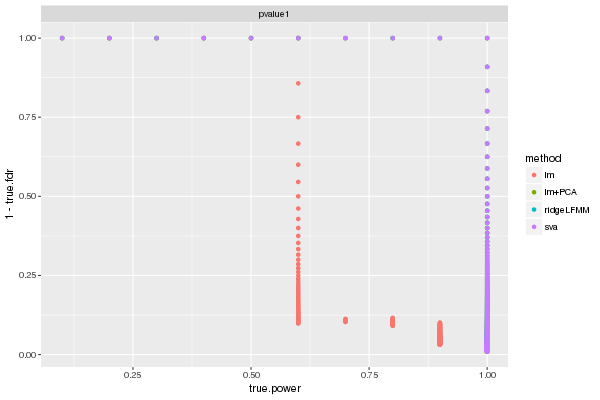 pvalue1
1.00
0.75
0.50
0.25
0.00
1 - true.fdr
0.25
0.50
0.75
1.00
true.power
method
lm
lm+PCA
ridgeLFMM
sva